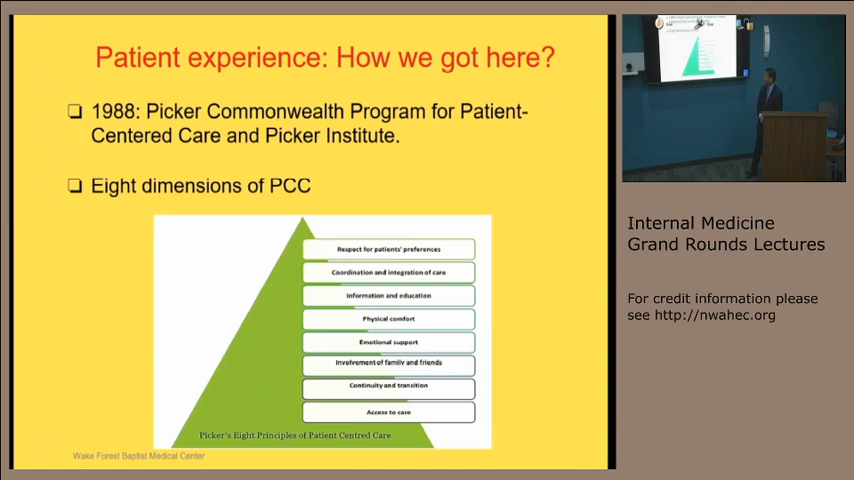 Patient experience: How we got here?
1988: Picker Commonwealth Program for Patient-
Centered Care and Picker Institute.
Eight dimensions of PCC
Respect for patients' preferences
Coordination and integration of care
Information and education
Physical comfort
Emotional support
Involvement of family and friends
Continuity and transition
Access to care
Picker's Eight Principles of Patient Centred Care
Wake Forest Baptist Medical Center
Internal Medicine
Grand Rounds Lectures
For credit information please
see http://nwahec.org